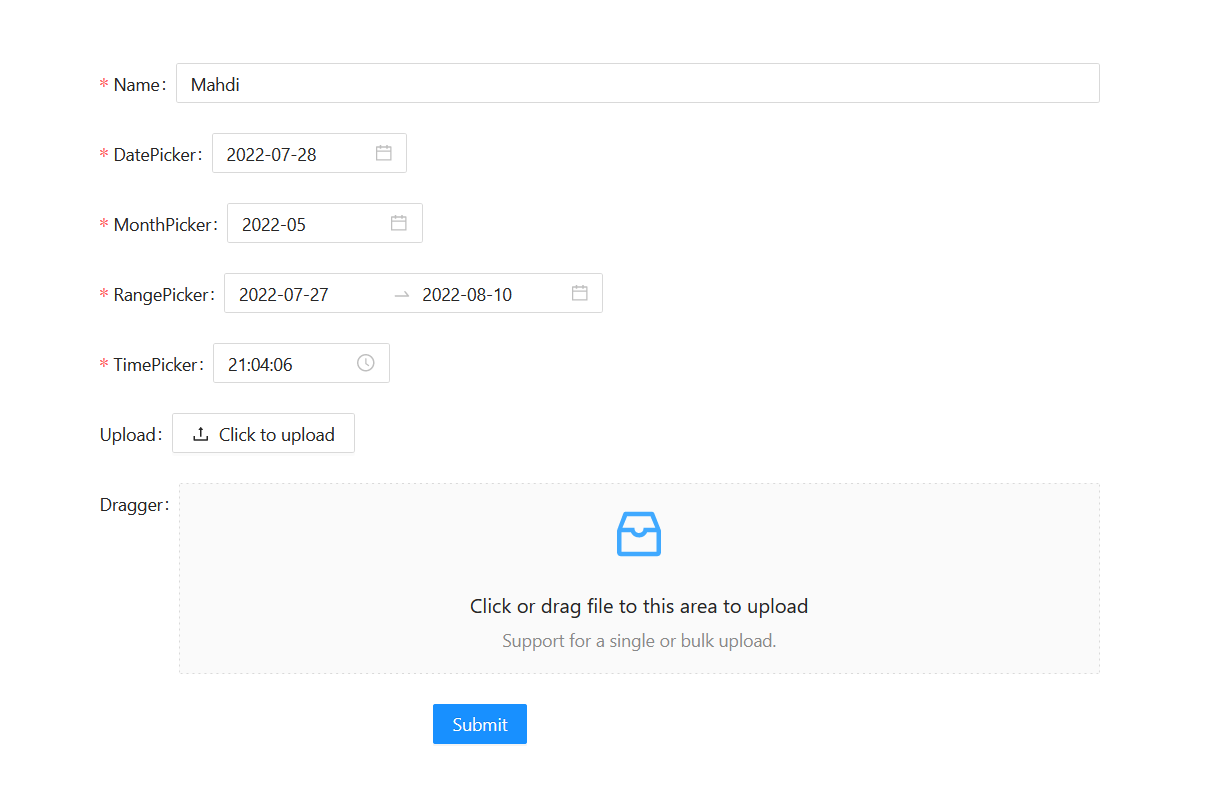 * Name: Mahdi
* DatePicker: 2022-07-28
* MonthPicker: 2022-05
* RangePicker: 2022-07-27 → 2022-08-10
* TimePicker: 21:04:06
Upload: Click to upload
Dragger:
Click or drag file to this area to upload
Support for a single or bulk upload.
Submit